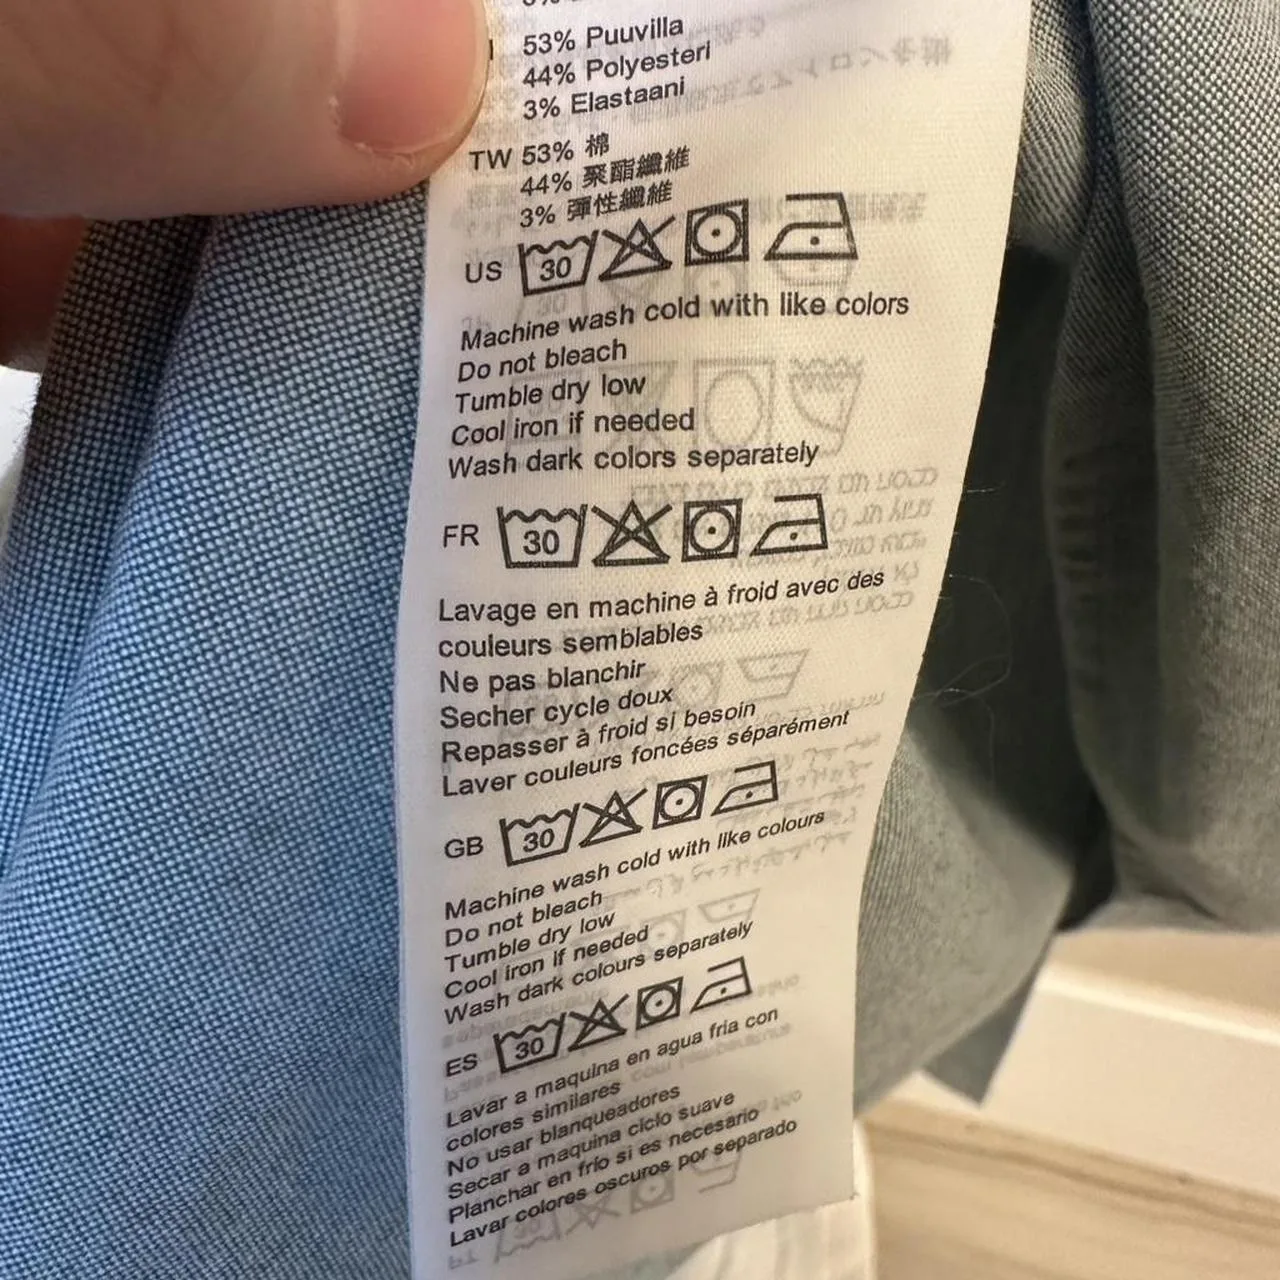 53% Puuvilla
44% Polyesteri
3% Elastaani
TW 53% 棉
44% 聚酯纖維
3% 彈性纖維
US 30
Machine wash cold with like colors
Do not bleach
Tumble dry low
Cool iron if needed
Wash dark colors separately
FR 30
Lavage en machine à froid avec des
couleurs semblables
Ne pas blanchir
Secher cycle doux
Repasser à froid si besoin
Laver couleurs foncées séparément
GB 30
Machine wash cold with like colours
Do not bleach
Tumble dry low
Cool iron if needed
Wash dark colours separately
ES 30
Lavar a maquina en agua fria con
colores similares
No usar blanqueadores
Secar a maquina ciclo suave
Planchar en frío si es necesario
Lavar colores oscuros por separado